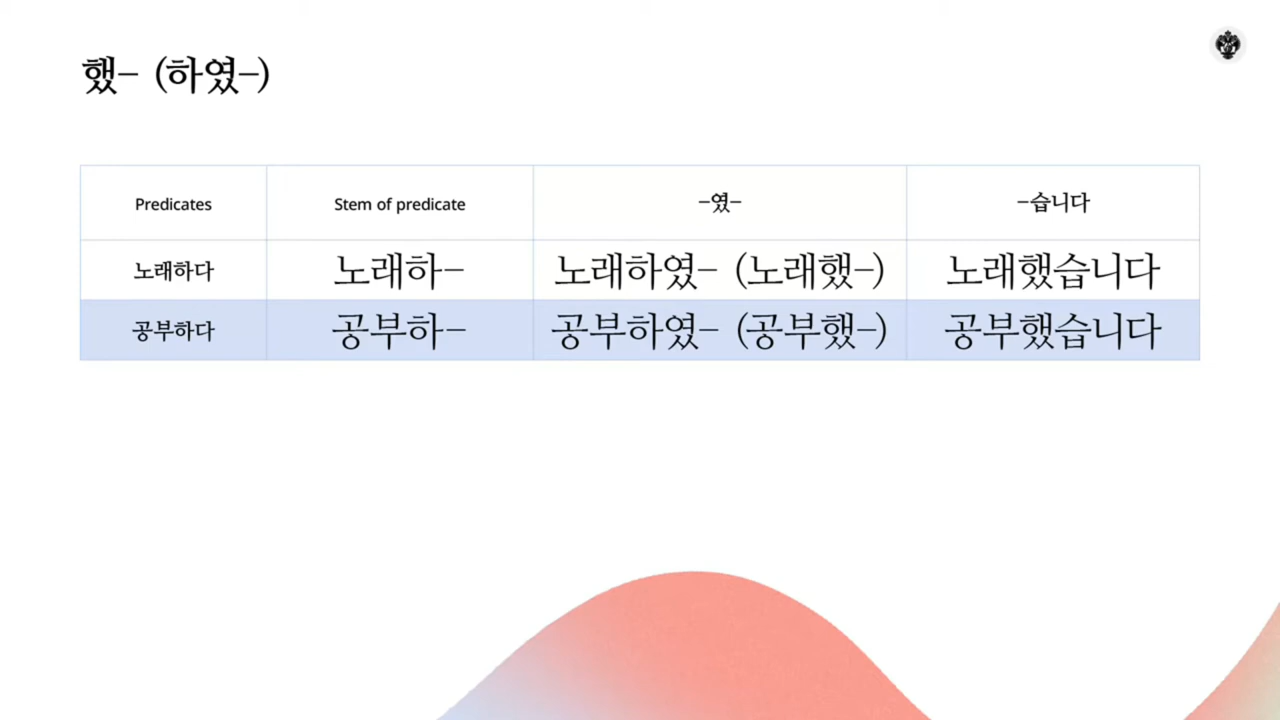 했– (하였–)
Predicates Stem of predicate –였– –습니다
노래하다 노래하– 노래하였– (노래했–) 노래했습니다
공부하다 공부하– 공부하였– (공부했–) 공부했습니다